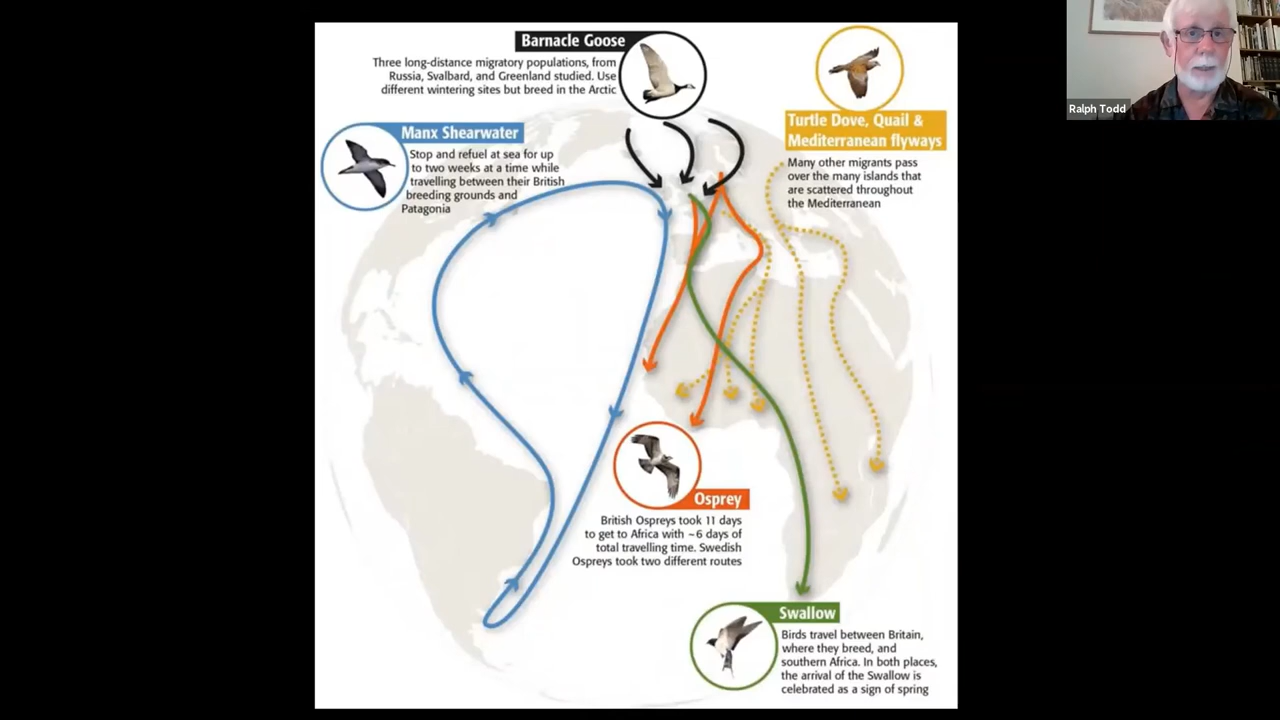 Barnacle Goose
Three long-distance migratory populations, from
Russia, Svalbard, and Greenland studied. Use
different wintering sites but breed in the Arctic
Ralph Todd
Turtle Dove, Quail &
Mediterranean flyways
Many other migrants pass
over the many islands that
are scattered throughout
the Mediterranean
Manx Shearwater
Stop and refuel at sea for up
to two weeks at a time while
travelling between their British
breeding grounds and
Patagonia
Osprey
British Ospreys took 11 days
to get to Africa with ~6 days of
total travelling time. Swedish
Ospreys took two different routes
Swallow
Birds travel between Britain,
where they breed, and
southern Africa. In both places,
the arrival of the Swallow is
celebrated as a sign of spring